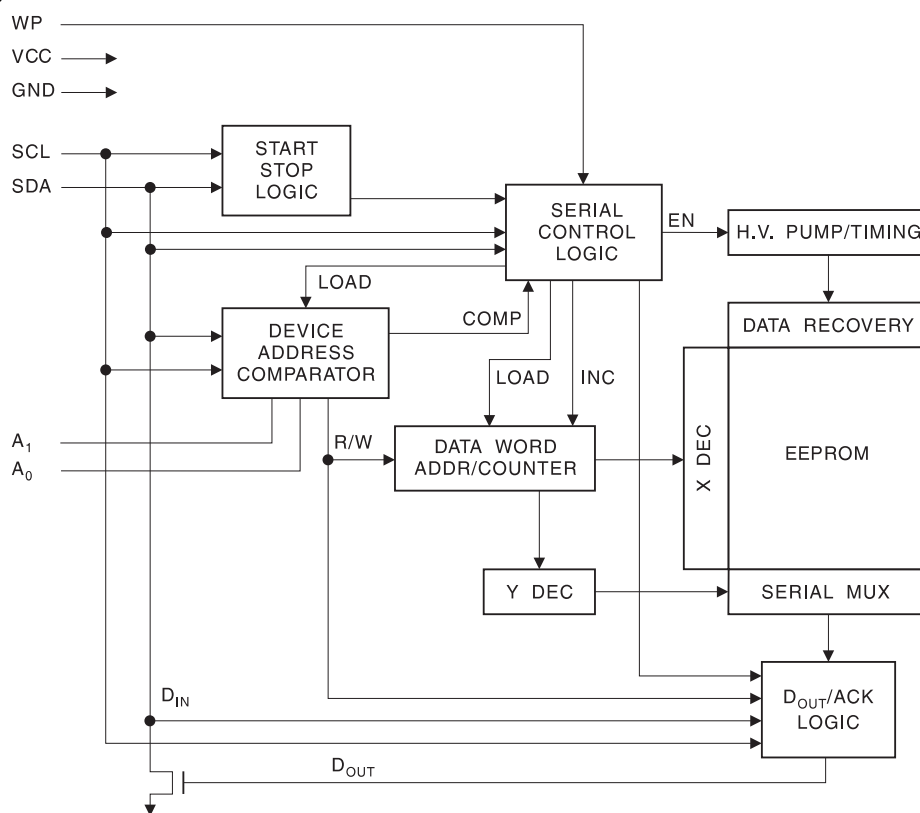 WP
VCC
GND
SCL
SDA
START
STOP
LOGIC
SERIAL
CONTROL
LOGIC
EN
H.V. PUMP/TIMING
LOAD
COMP
DATA RECOVERY
DEVICE
ADDRESS
COMPARATOR
LOAD
INC
A1
A0
R/W
DATA WORD
ADDR/COUNTER
X DEC
EEPROM
Y DEC
SERIAL MUX
DIN
DOUT/ACK
LOGIC
DOUT